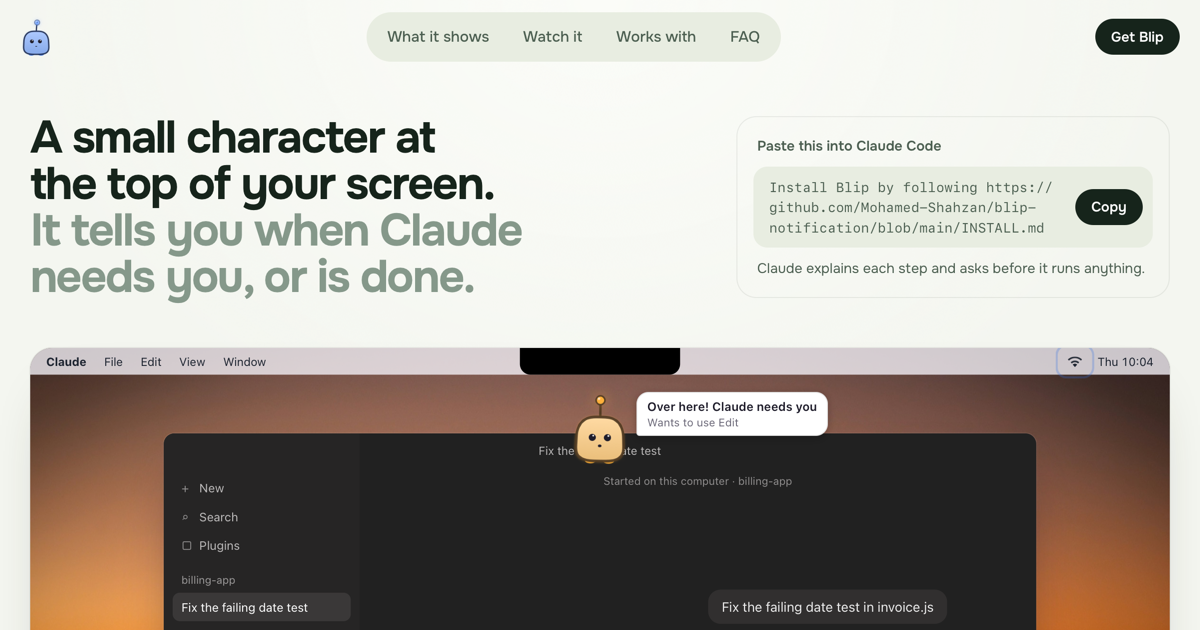 What it shows
Watch it
Works with
FAQ
Get Blip
A small character at
the top of your screen.
It tells you when Claude
needs you, or is done.
Paste this into Claude Code
Install Blip by following https://
github.com/Mohamed-Shahzan/blip-
notification/blob/main/INSTALL.md
Copy
Claude explains each step and asks before it runs anything.
Claude File Edit View Window
Thu 10:04
Over here! Claude needs you
Wants to use Edit
Fix the
te test
Started on this computer · billing-app
+ New
Search
Plugins
billing-app
Fix the failing date test
Fix the failing date test in invoice.js